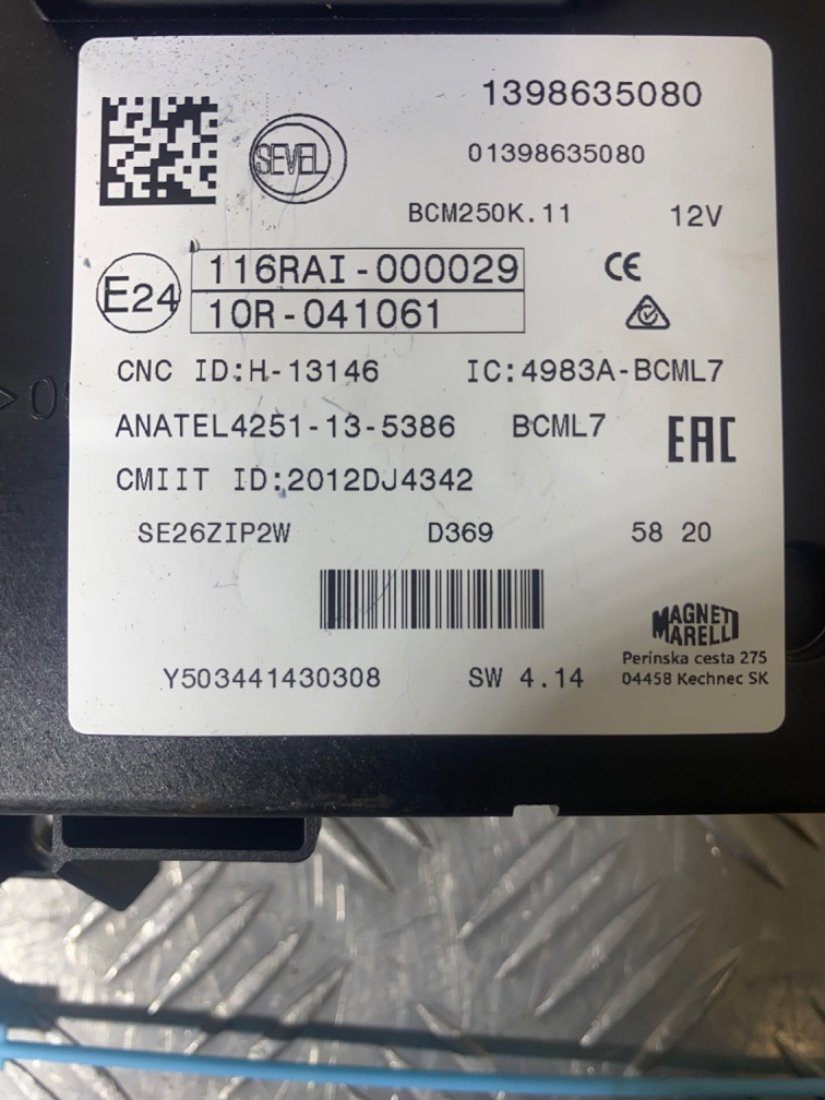 1398635080
SEVEL
01398635080
BCM250K.11 12V
E24
116RAI-000029
10R-041061
CE
CNC ID:H-13146 IC:4983A-BCML7
ANATEL4251-13-5386 BCML7
EAC
CMIIT ID:2012DJ4342
SE26ZIP2W D369 58 20
MAGNETI
MARELLI
Perinska cesta 275
04458 Kechnec SK
Y503441430308 SW 4.14